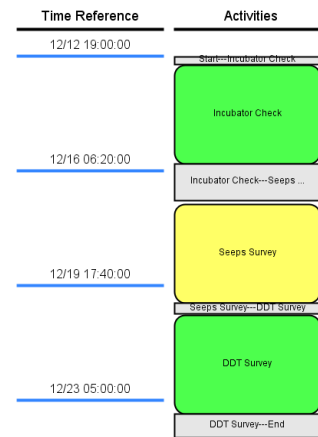 Time Reference
Activities
12/12 19:00:00
Start---Incubator Check
Incubator Check
12/16 06:20:00
Incubator Check---Seeps ...
Seeps Survey
12/19 17:40:00
Seeps Survey---DDT Survey
DDT Survey
12/23 05:00:00
DDT Survey---End